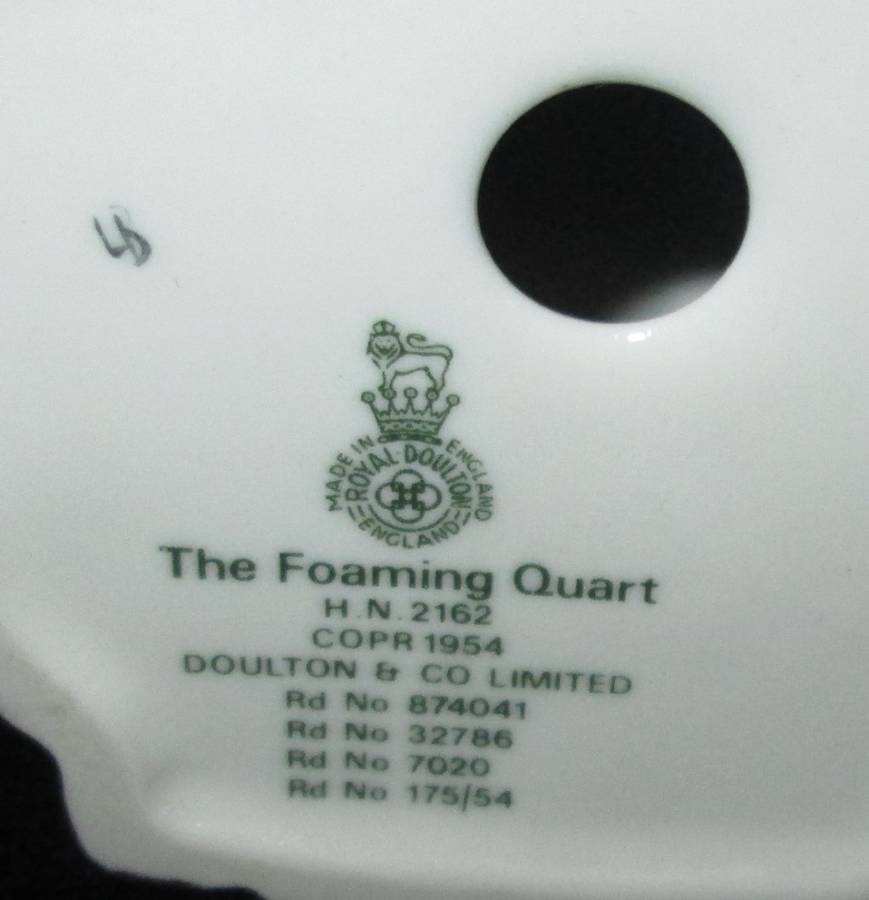 MADE IN ENGLAND
ROYAL DOULTON
ENGLAND
The Foaming Quart
H.N.2162
COPR 1954
DOULTON & CO LIMITED
Rd No 874041
Rd No 32786
Rd No 7020
Rd No 175/54